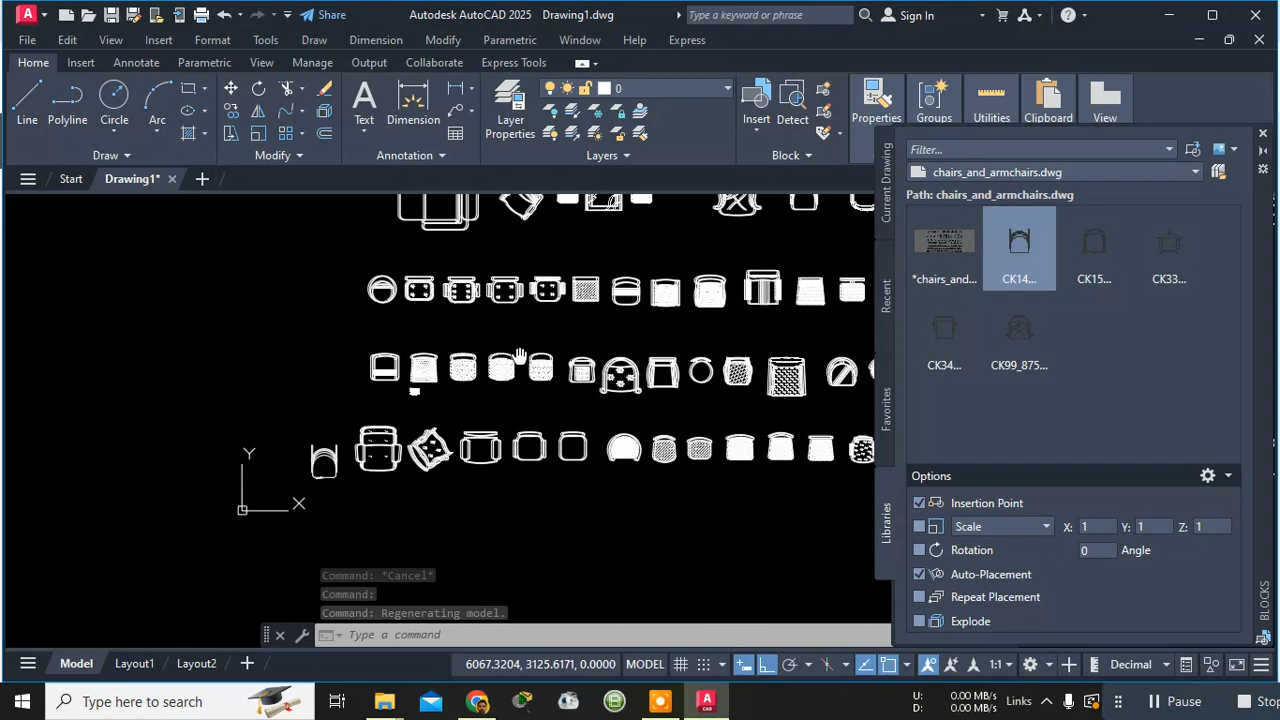 Share
Autodesk AutoCAD 2025 Drawing1.dwg
Type a keyword or phrase
Sign In
File Edit View Insert Format Tools Draw Dimension Modify Parametric Window Help Express
Home Insert Annotate Parametric View Manage Output Collaborate Express Tools
Line Polyline Circle Arc
Text Dimension
Layer Properties
0
Insert Detect
Properties Groups Utilities Clipboard View
Draw Modify Annotation Layers Block
Start Drawing1*
Current Drawing
Recent
Favorites
Libraries
BLOCKS
Filter...
chairs_and_armchairs.dwg
Path: chairs_and_armchairs.dwg
*chairs_and... CK14... CK15... CK33...
CK34... CK99_875...
Options
Insertion Point
Scale X: 1 Y: 1 Z: 1
Rotation 0 Angle
Auto-Placement
Repeat Placement
Explode
Y
X
Command: *Cancel*
Command:
Command: Regenerating model.
Type a command
Model Layout1 Layout2
6067.3204, 3125.6171, 0.0000 MODEL
1:1
Decimal
Type here to search
U: 0.00 MB/s
D: 0.00 MB/s
Links
Pause
Stop